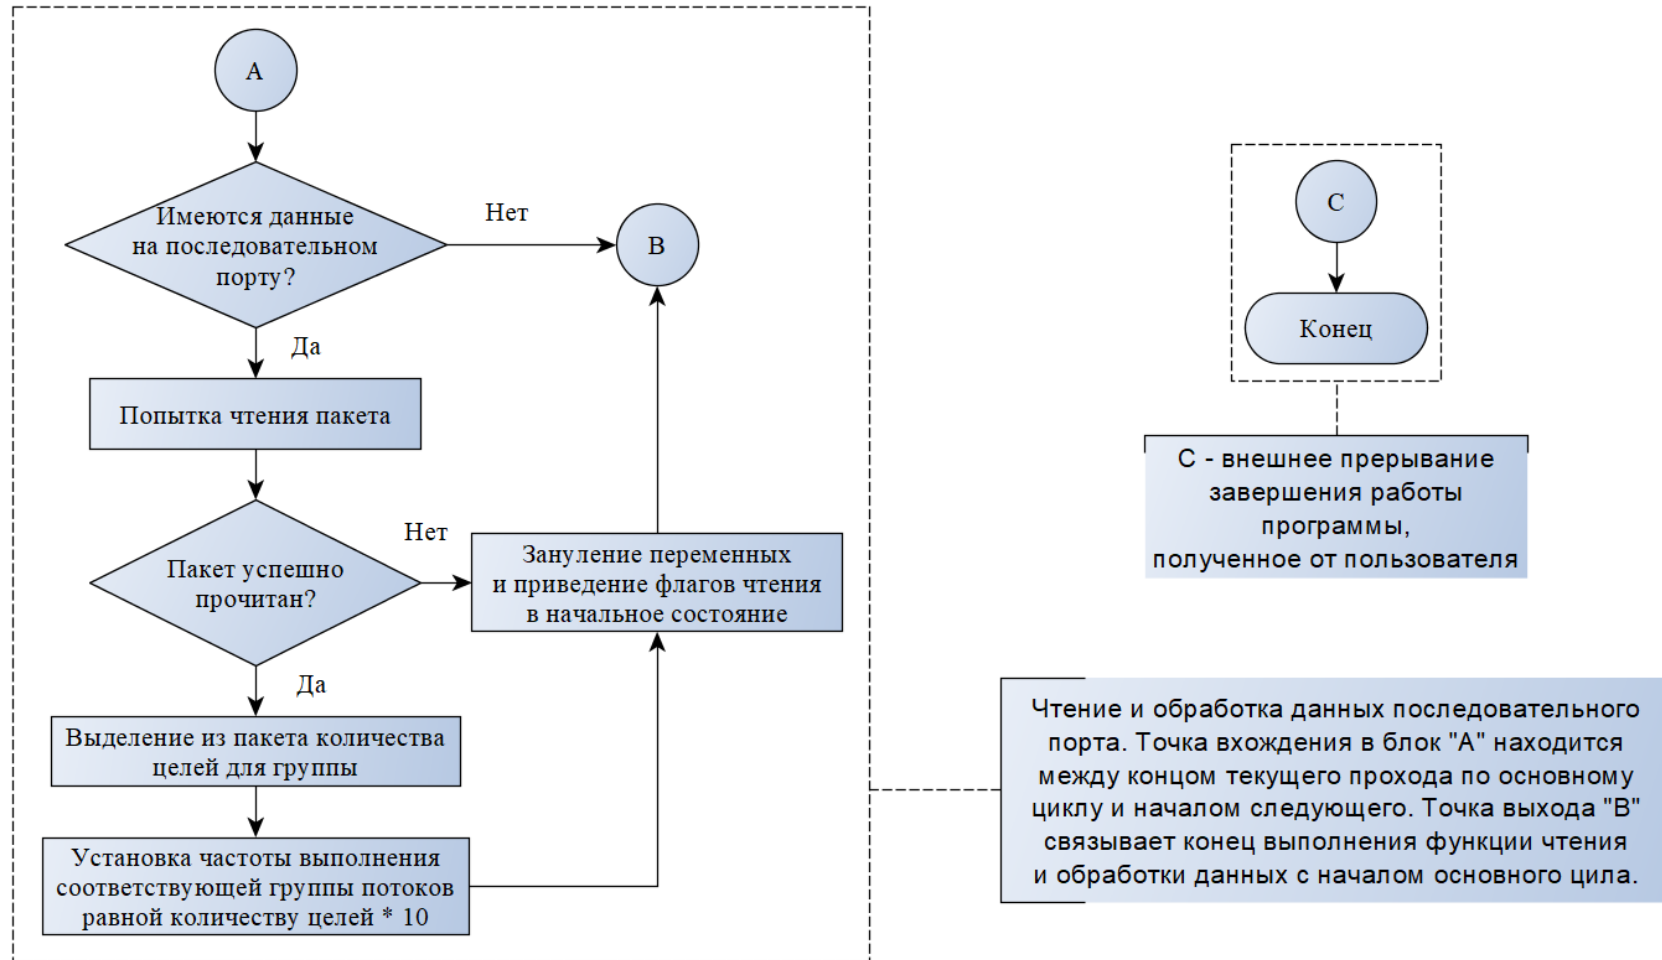 А
Имеются данные
на последовательном
порту?
Нет
В
Да
Попытка чтения пакета
Пакет успешно
прочитан?
Нет
Зануление переменных
и приведение флагов чтения
в начальное состояние
Да
Выделение из пакета количества
целей для группы
Установка частоты выполнения
соответствующей группы потоков
равной количеству целей * 10
С
Конец
С - внешнее прерывание
завершения работы
программы,
полученное от пользователя
Чтение и обработка данных последовательного
порта. Точка вхождения в блок "А" находится
между концом текущего прохода по основному
циклу и началом следующего. Точка выхода "В"
связывает конец выполнения функции чтения
и обработки данных с началом основного цила.